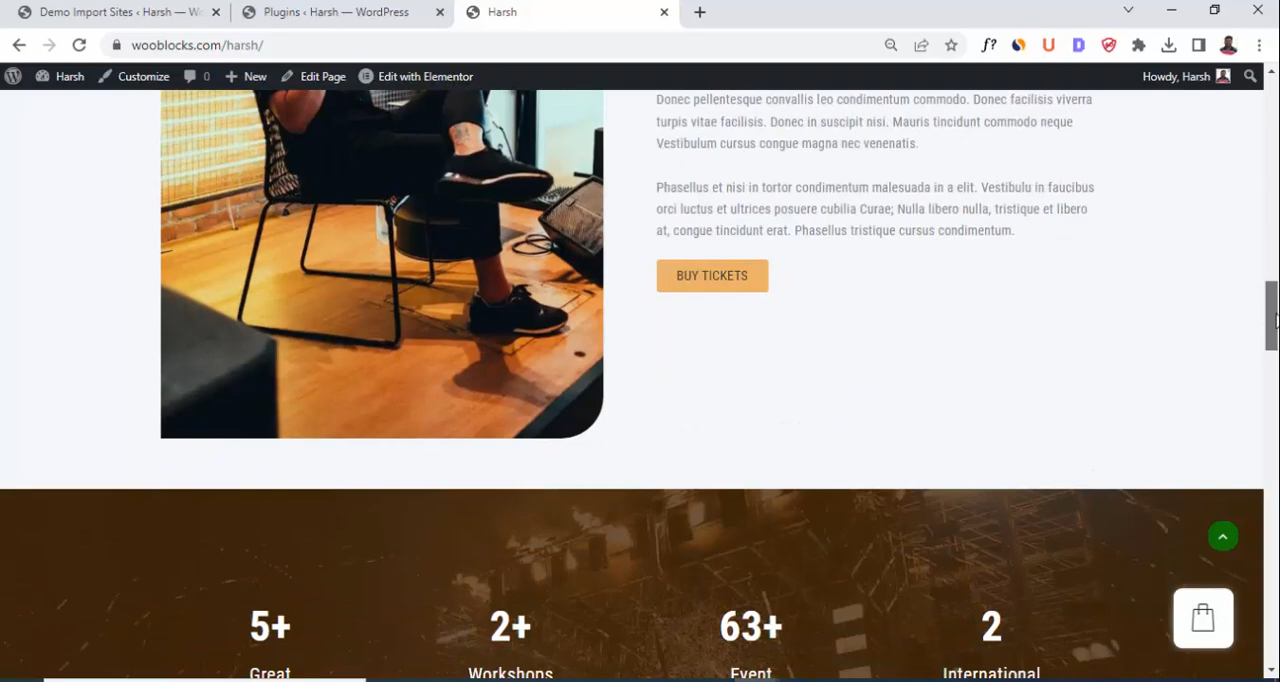 Demo Import Sites ‹ Harsh — Wo
Plugins ‹ Harsh — WordPress
Harsh
wooblocks.com/harsh/
f?
U
D
Harsh
Customize
0
New
Edit Page
Edit with Elementor
Howdy, Harsh
Donec pellentesque convallis leo condimentum commodo. Donec facilisis viverra
turpis vitae facilisis. Donec in suscipit nisi. Mauris tincidunt commodo neque
Vestibulum cursus congue magna nec venenatis.
Phasellus et nisi in tortor condimentum malesuada in a elit. Vestibulu in faucibus
orci luctus et ultrices posuere cubilia Curae; Nulla libero nulla, tristique et libero
at, congue tincidunt erat. Phasellus tristique cursus condimentum.
BUY TICKETS
5+
2+
63+
2
Great
Workshops
Event
International